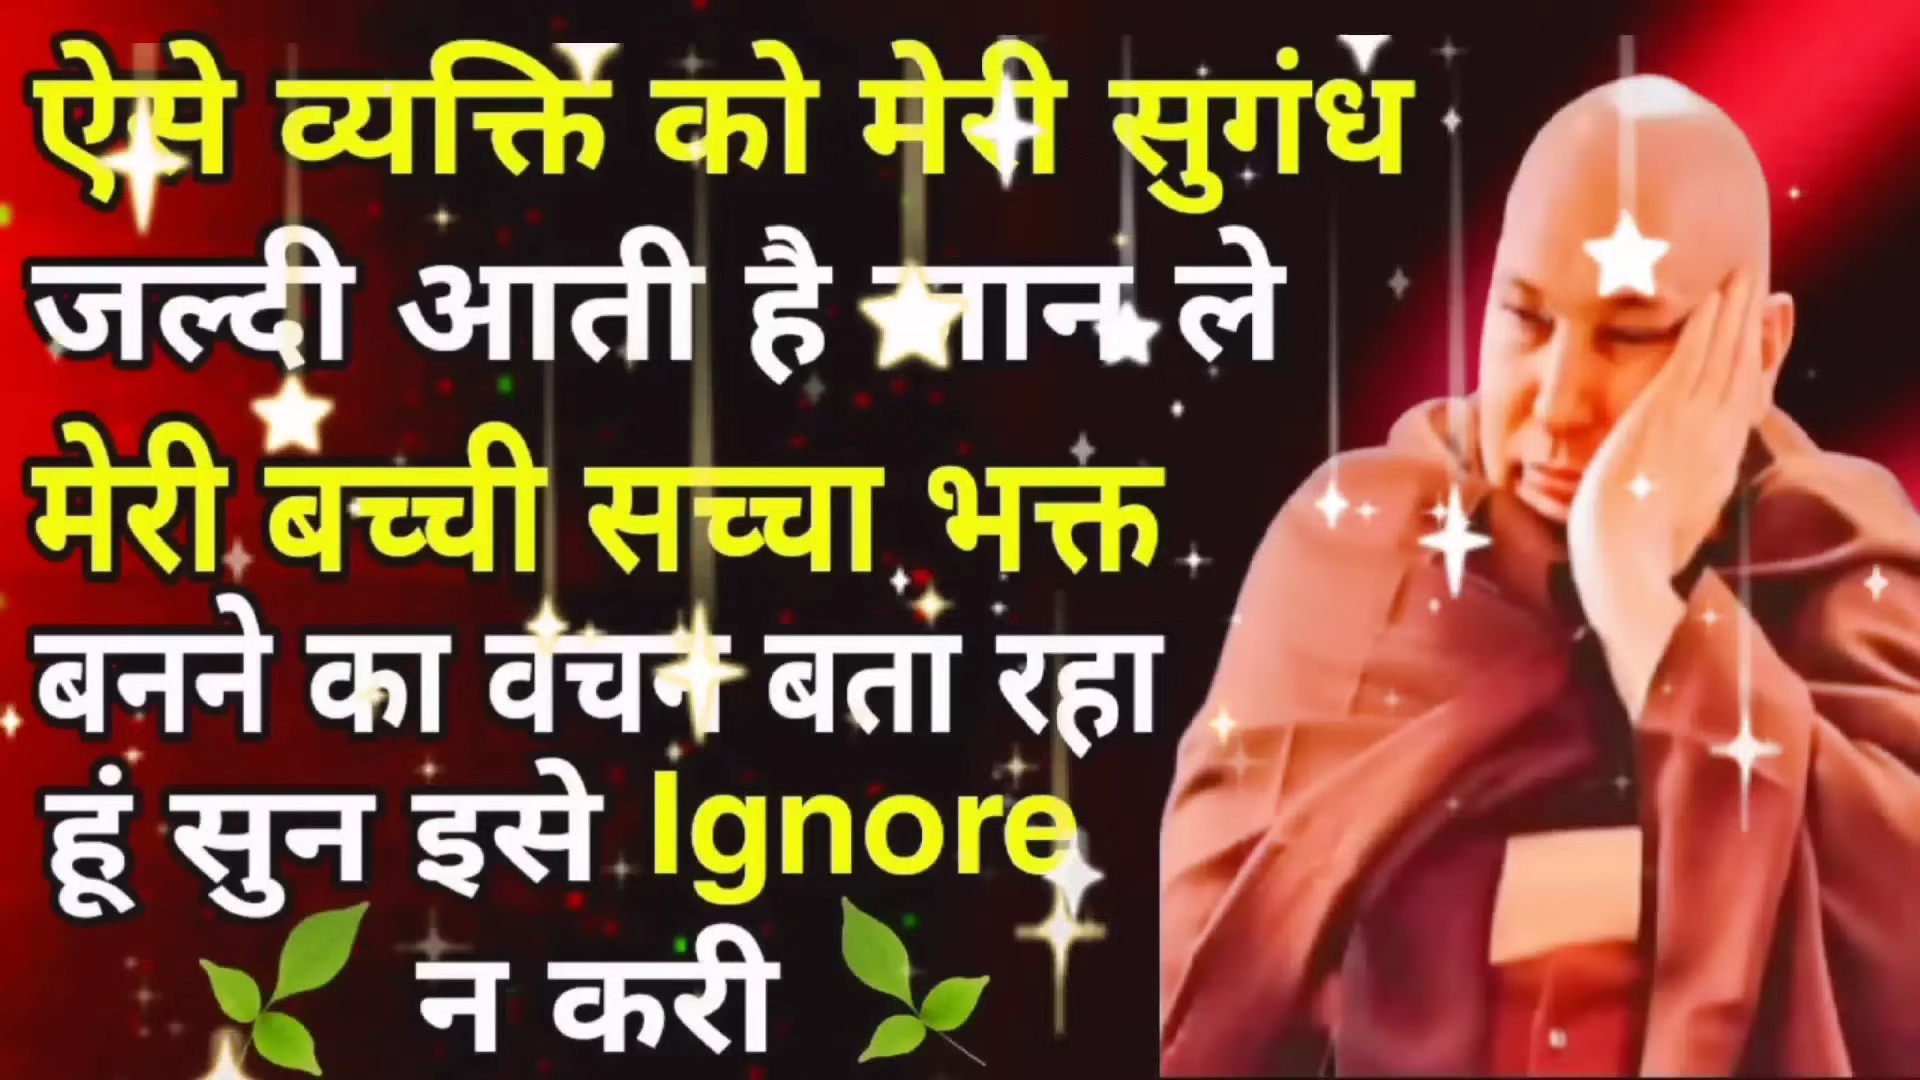 ऐसे व्यक्ति को मेरी सुगंध
जल्दी आती है जान ले
मेरी बच्ची सच्चा भक्त
बनने का वचन बता रहा
हूं सुन इसे Ignore
न करी